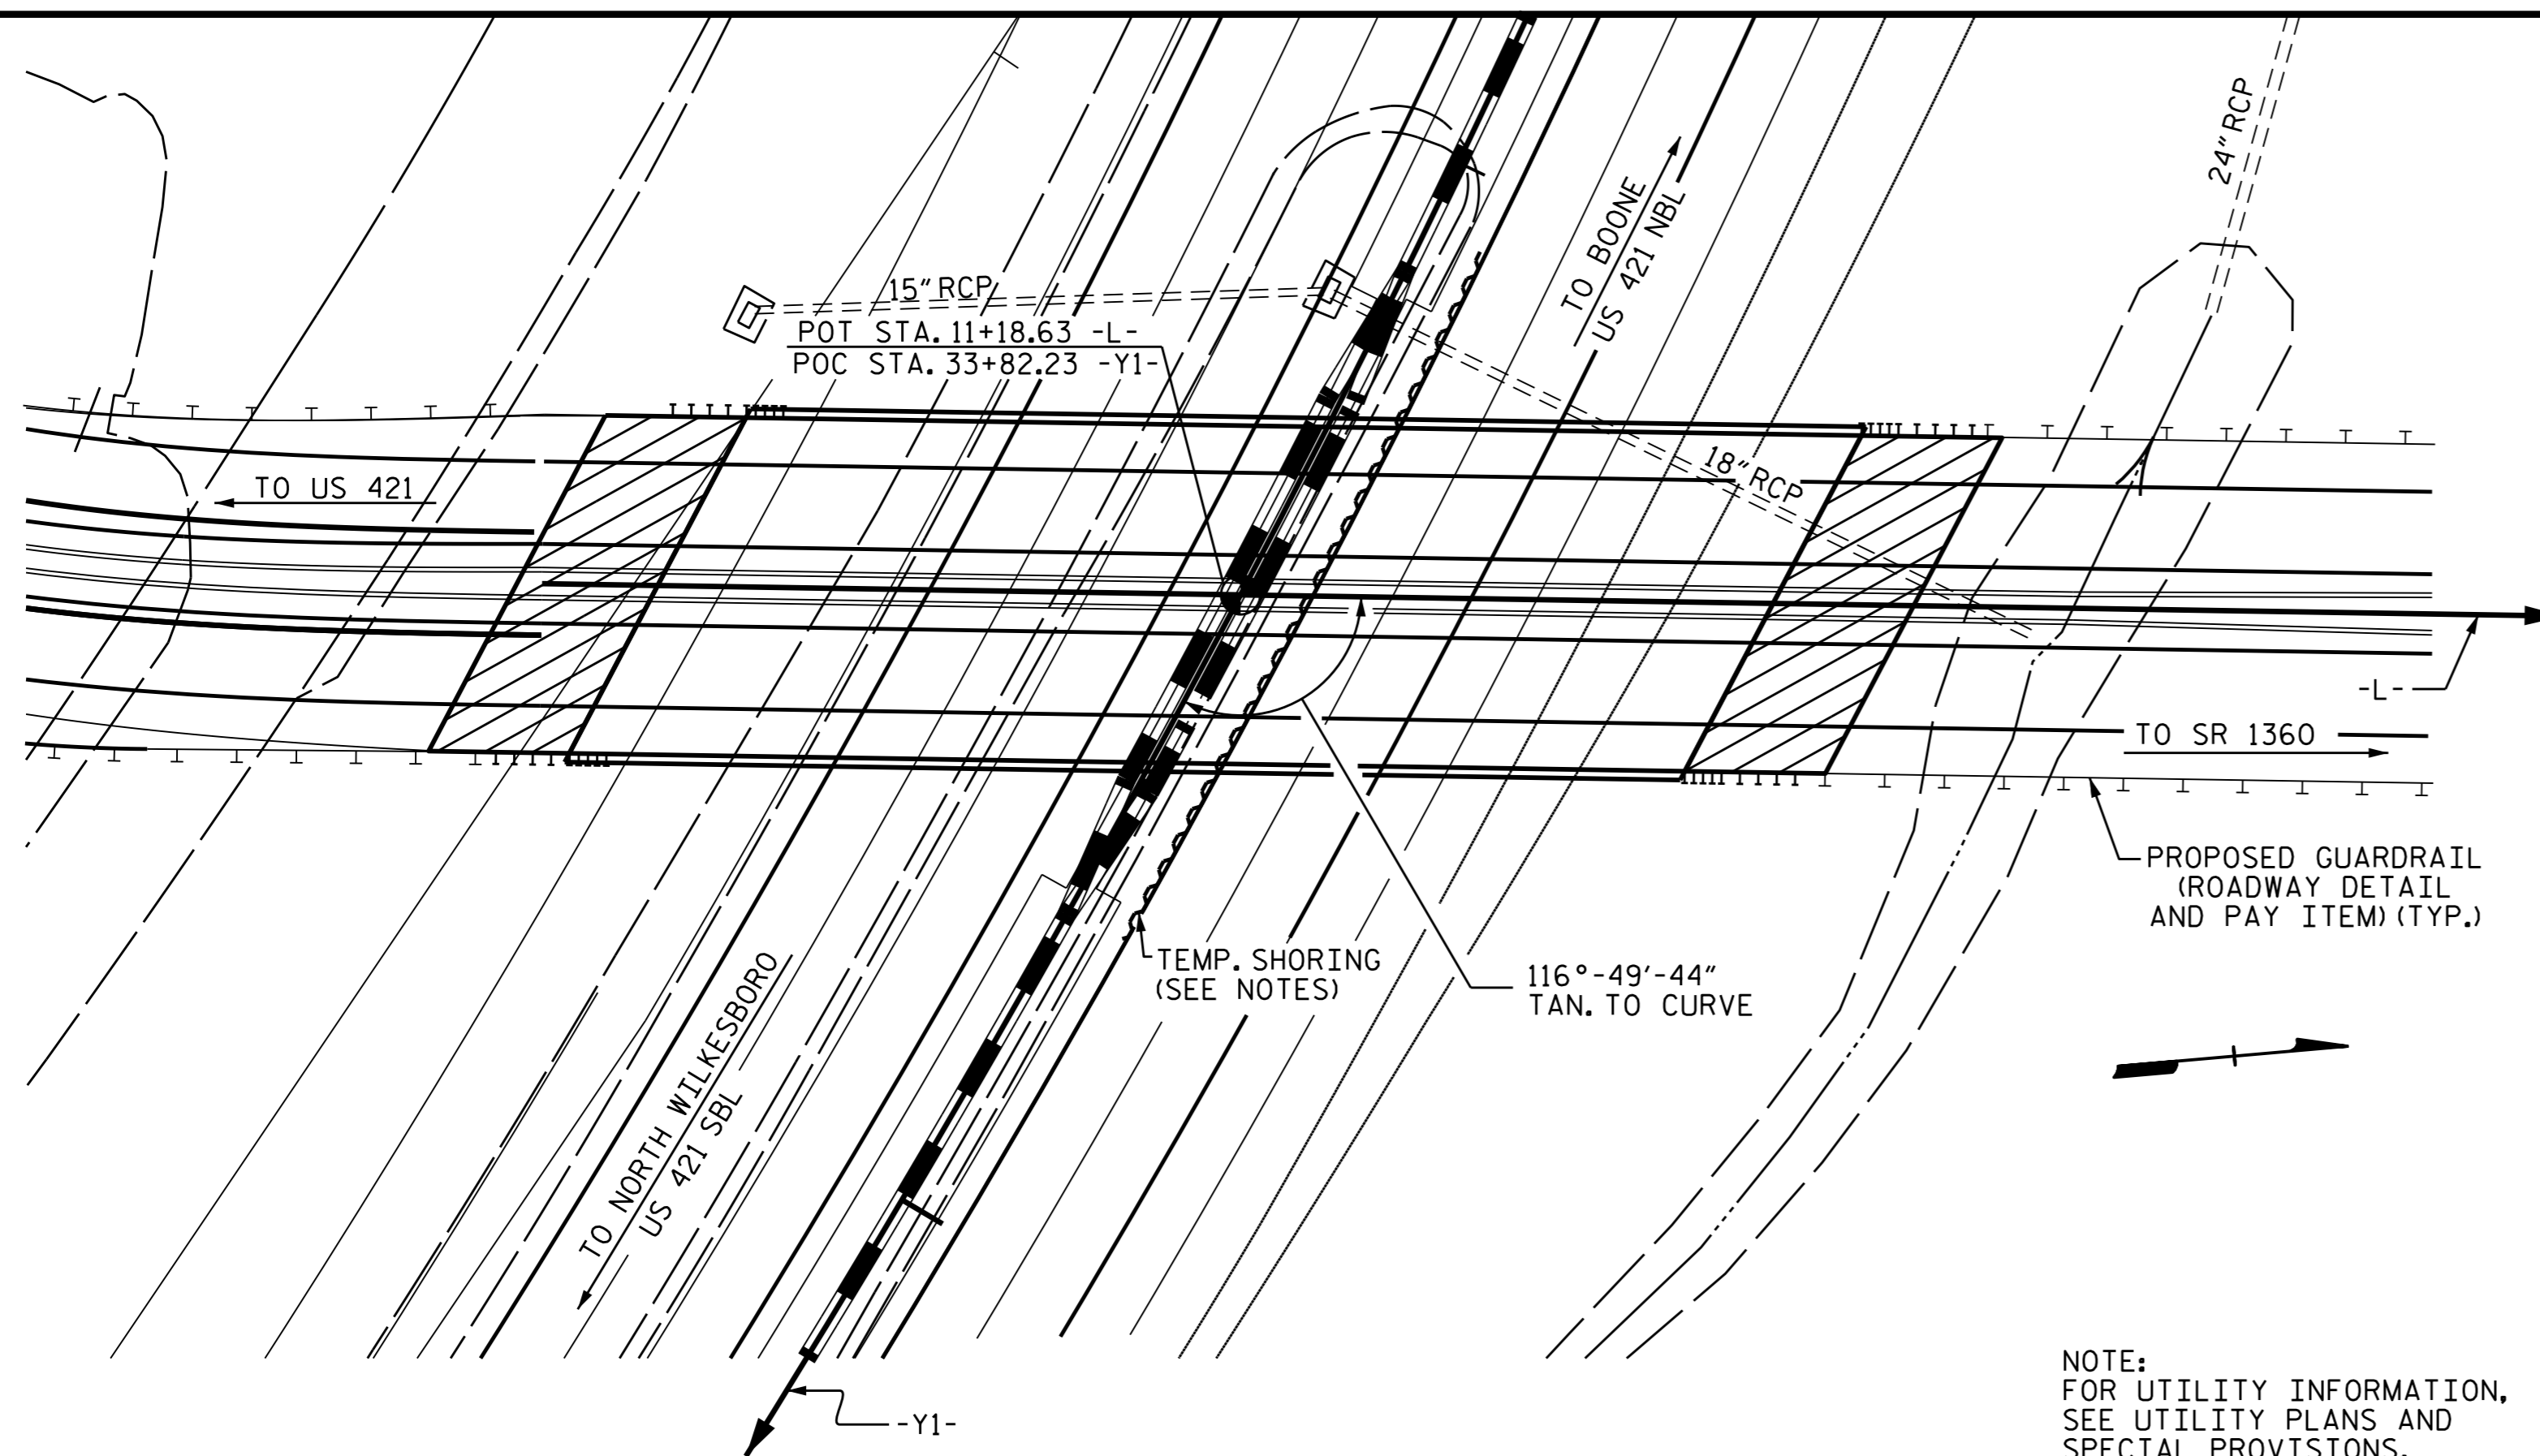 24" RCP
TO BOONE
US 421 NBL
15" RCP
POT STA. 11+18.63 -L-
POC STA. 33+82.23 -Y1-
18" RCP
TO US 421
-L-
TO SR 1360
PROPOSED GUARDRAIL
(ROADWAY DETAIL
AND PAY ITEM) (TYP.)
TEMP. SHORING
(SEE NOTES)
116°-49'-44"
TAN. TO CURVE
TO NORTH WILKESBORO
US 421 SBL
-Y1-
NOTE:
FOR UTILITY INFORMATION,
SEE UTILITY PLANS AND
SPECIAL PROVISIONS.